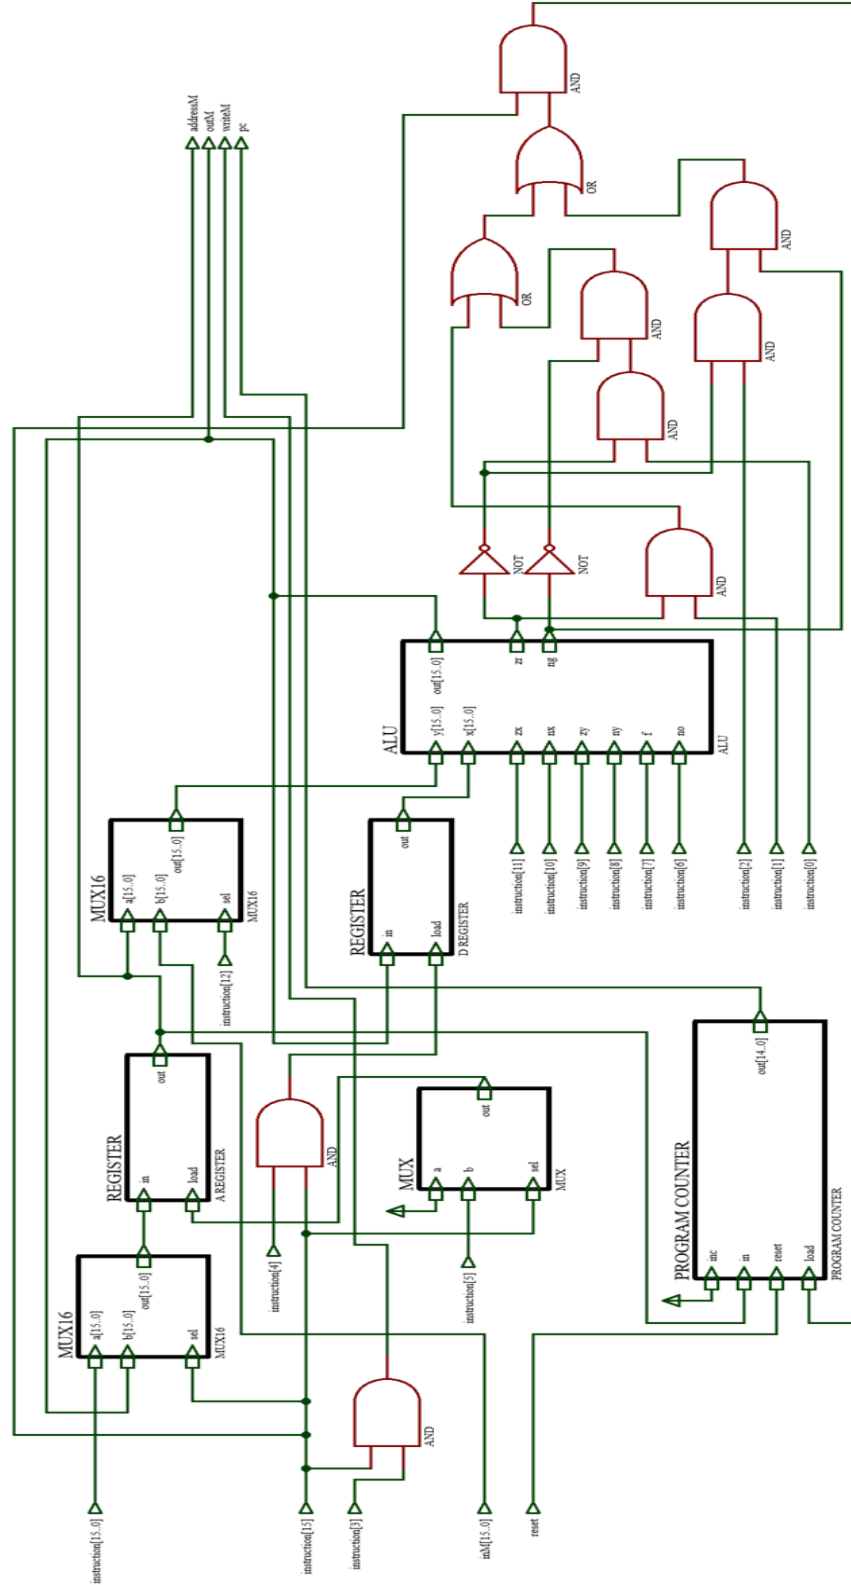 instruction[15..0]
instruction[15]
instruction[3]
inM[15..0]
reset
MUX16
a[15..0]
b[15..0]
sel
out[15..0]
MUX16
AND
REGISTER
in
load
out
A REGISTER
instruction[4]
AND
MUX
a
b
sel
out
MUX
instruction[5]
PROGRAM COUNTER
inc
in
reset
load
out[14..0]
PROGRAM COUNTER
MUX16
a[15..0]
b[15..0]
sel
out[15..0]
MUX16
instruction[12]
REGISTER
in
load
out
D REGISTER
instruction[11]
instruction[10]
instruction[9]
instruction[8]
instruction[7]
instruction[6]
instruction[2]
instruction[1]
instruction[0]
ALU
y[15..0]
x[15..0]
zx
nx
zy
ny
f
no
out[15..0]
zr
ng
ALU
NOT
NOT
AND
AND
AND
AND
AND
OR
OR
AND
addressM
outM
writeM
pc